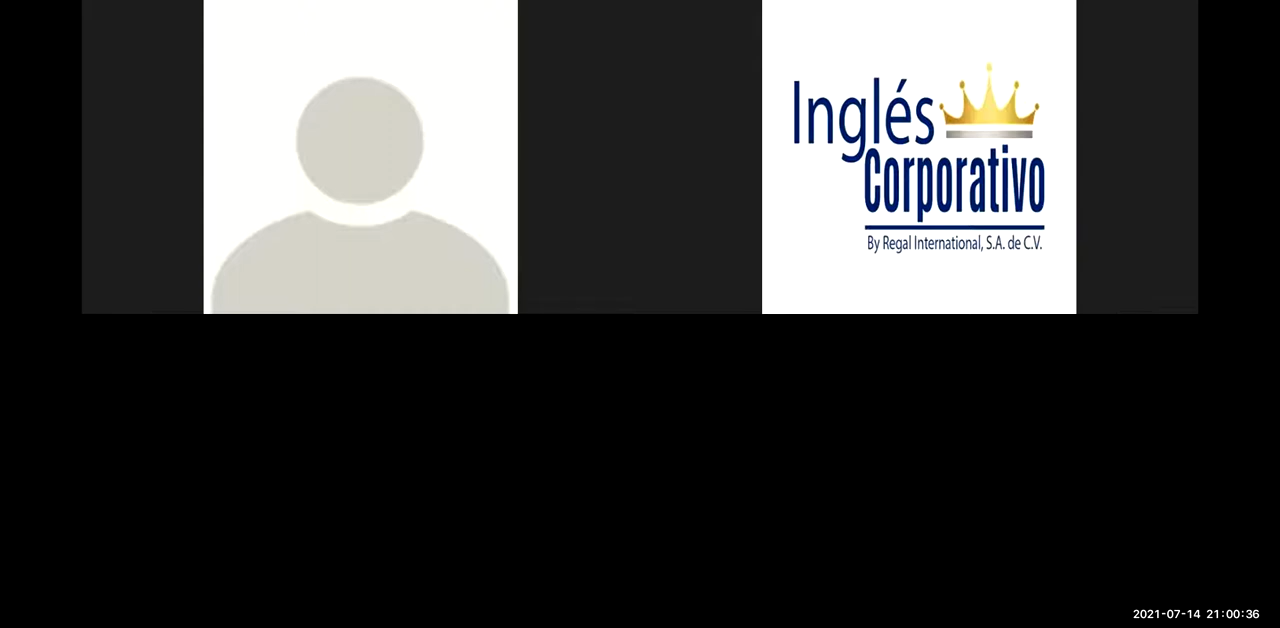 Inglés
Corporativo
By Regal International, S.A. de C.V.
2021-07-14 21:00:36